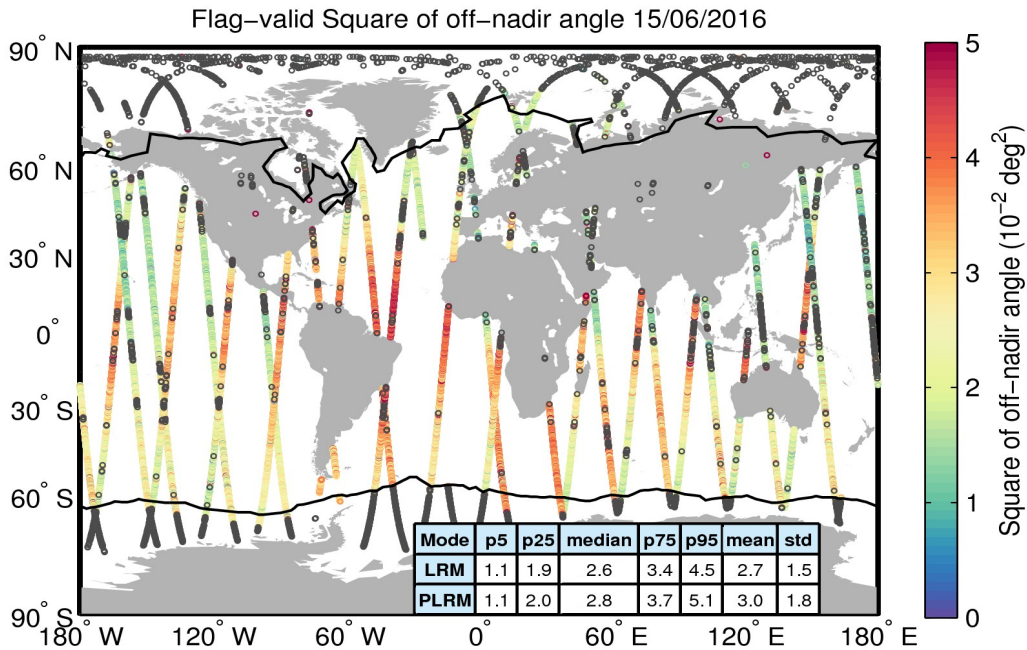 Flag−valid Square of off−nadir angle 15/06/2016
90° N
60° N
30° N
0°
30° S
60° S
90° S
180° W
120° W
60° W
0°
60° E
120° E
180° E
Mode p5 p25 median p75 p95 mean std
LRM 1.1 1.9 2.6 3.4 4.5 2.7 1.5
PLRM 1.1 2.0 2.8 3.7 5.1 3.0 1.8
5
4
3
2
1
0
Square of off−nadir angle (10⁻² deg²)